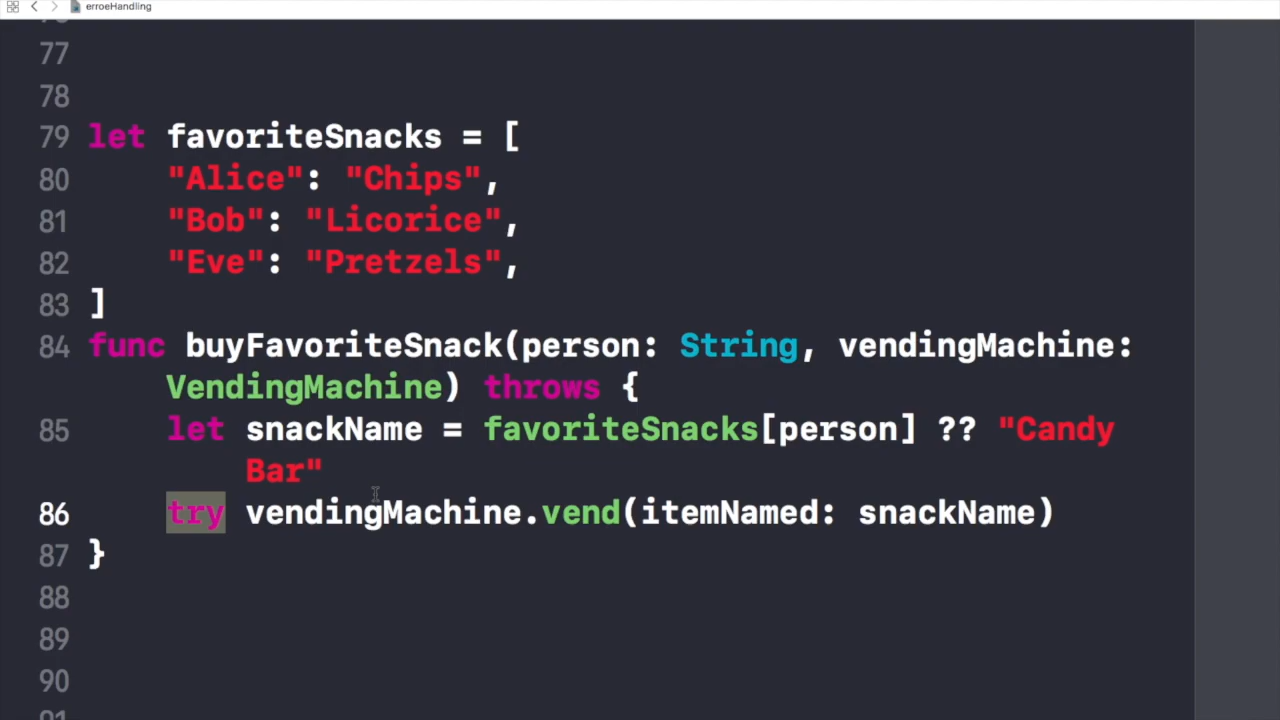 erroeHandling
77
78
79 let favoriteSnacks = [
80 "Alice": "Chips",
81 "Bob": "Licorice",
82 "Eve": "Pretzels",
83 ]
84 func buyFavoriteSnack(person: String, vendingMachine:
VendingMachine) throws {
85 let snackName = favoriteSnacks[person] ?? "Candy
Bar"
86 try vendingMachine.vend(itemNamed: snackName)
87 }
88
89
90